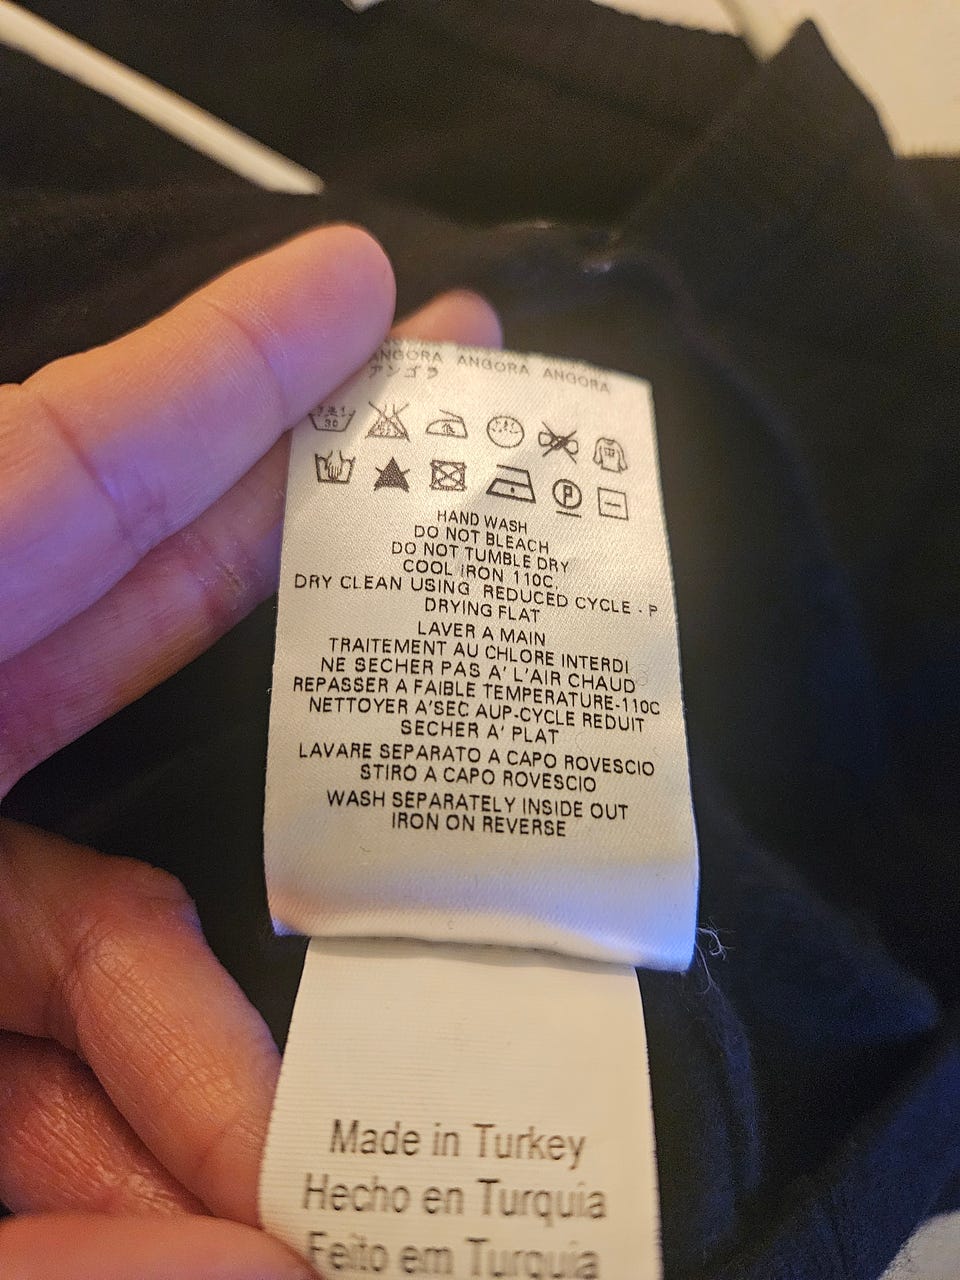 ANGORA ANGORA ANGORA
アンゴラ
30
P
HAND WASH
DO NOT BLEACH
DO NOT TUMBLE DRY
COOL IRON 110C.
DRY CLEAN USING REDUCED CYCLE - P
DRYING FLAT
LAVER A MAIN
TRAITEMENT AU CHLORE INTERDI
NE SECHER PAS A' L'AIR CHAUD
REPASSER A FAIBLE TEMPERATURE-110C
NETTOYER A'SEC AUP-CYCLE REDUIT
SECHER A' PLAT
LAVARE SEPARATO A CAPO ROVESCIO
STIRO A CAPO ROVESCIO
WASH SEPARATELY INSIDE OUT
IRON ON REVERSE
Made in Turkey
Hecho en Turquia
Feito em Turquia